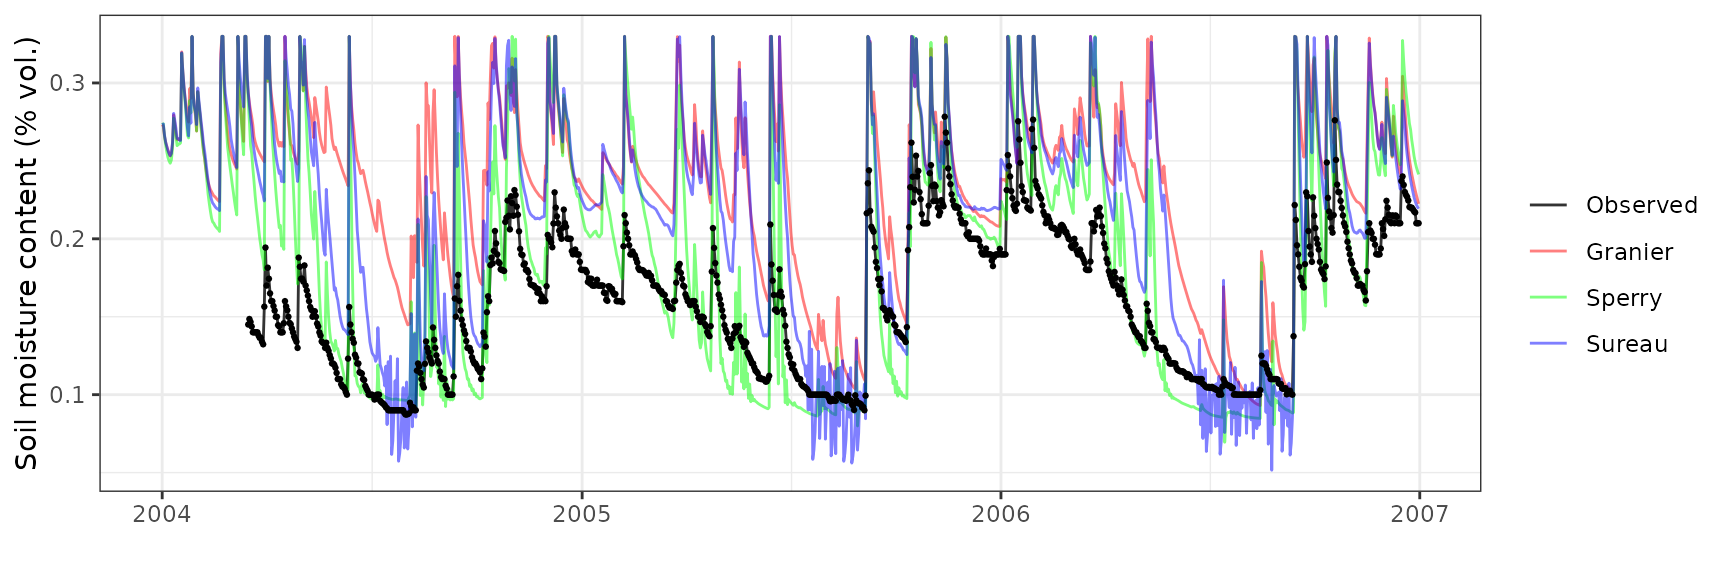 Soil moisture content (% vol.)
0.3
0.2
0.1
2004 2005 2006 2007
Observed
Granier
Sperry
Sureau